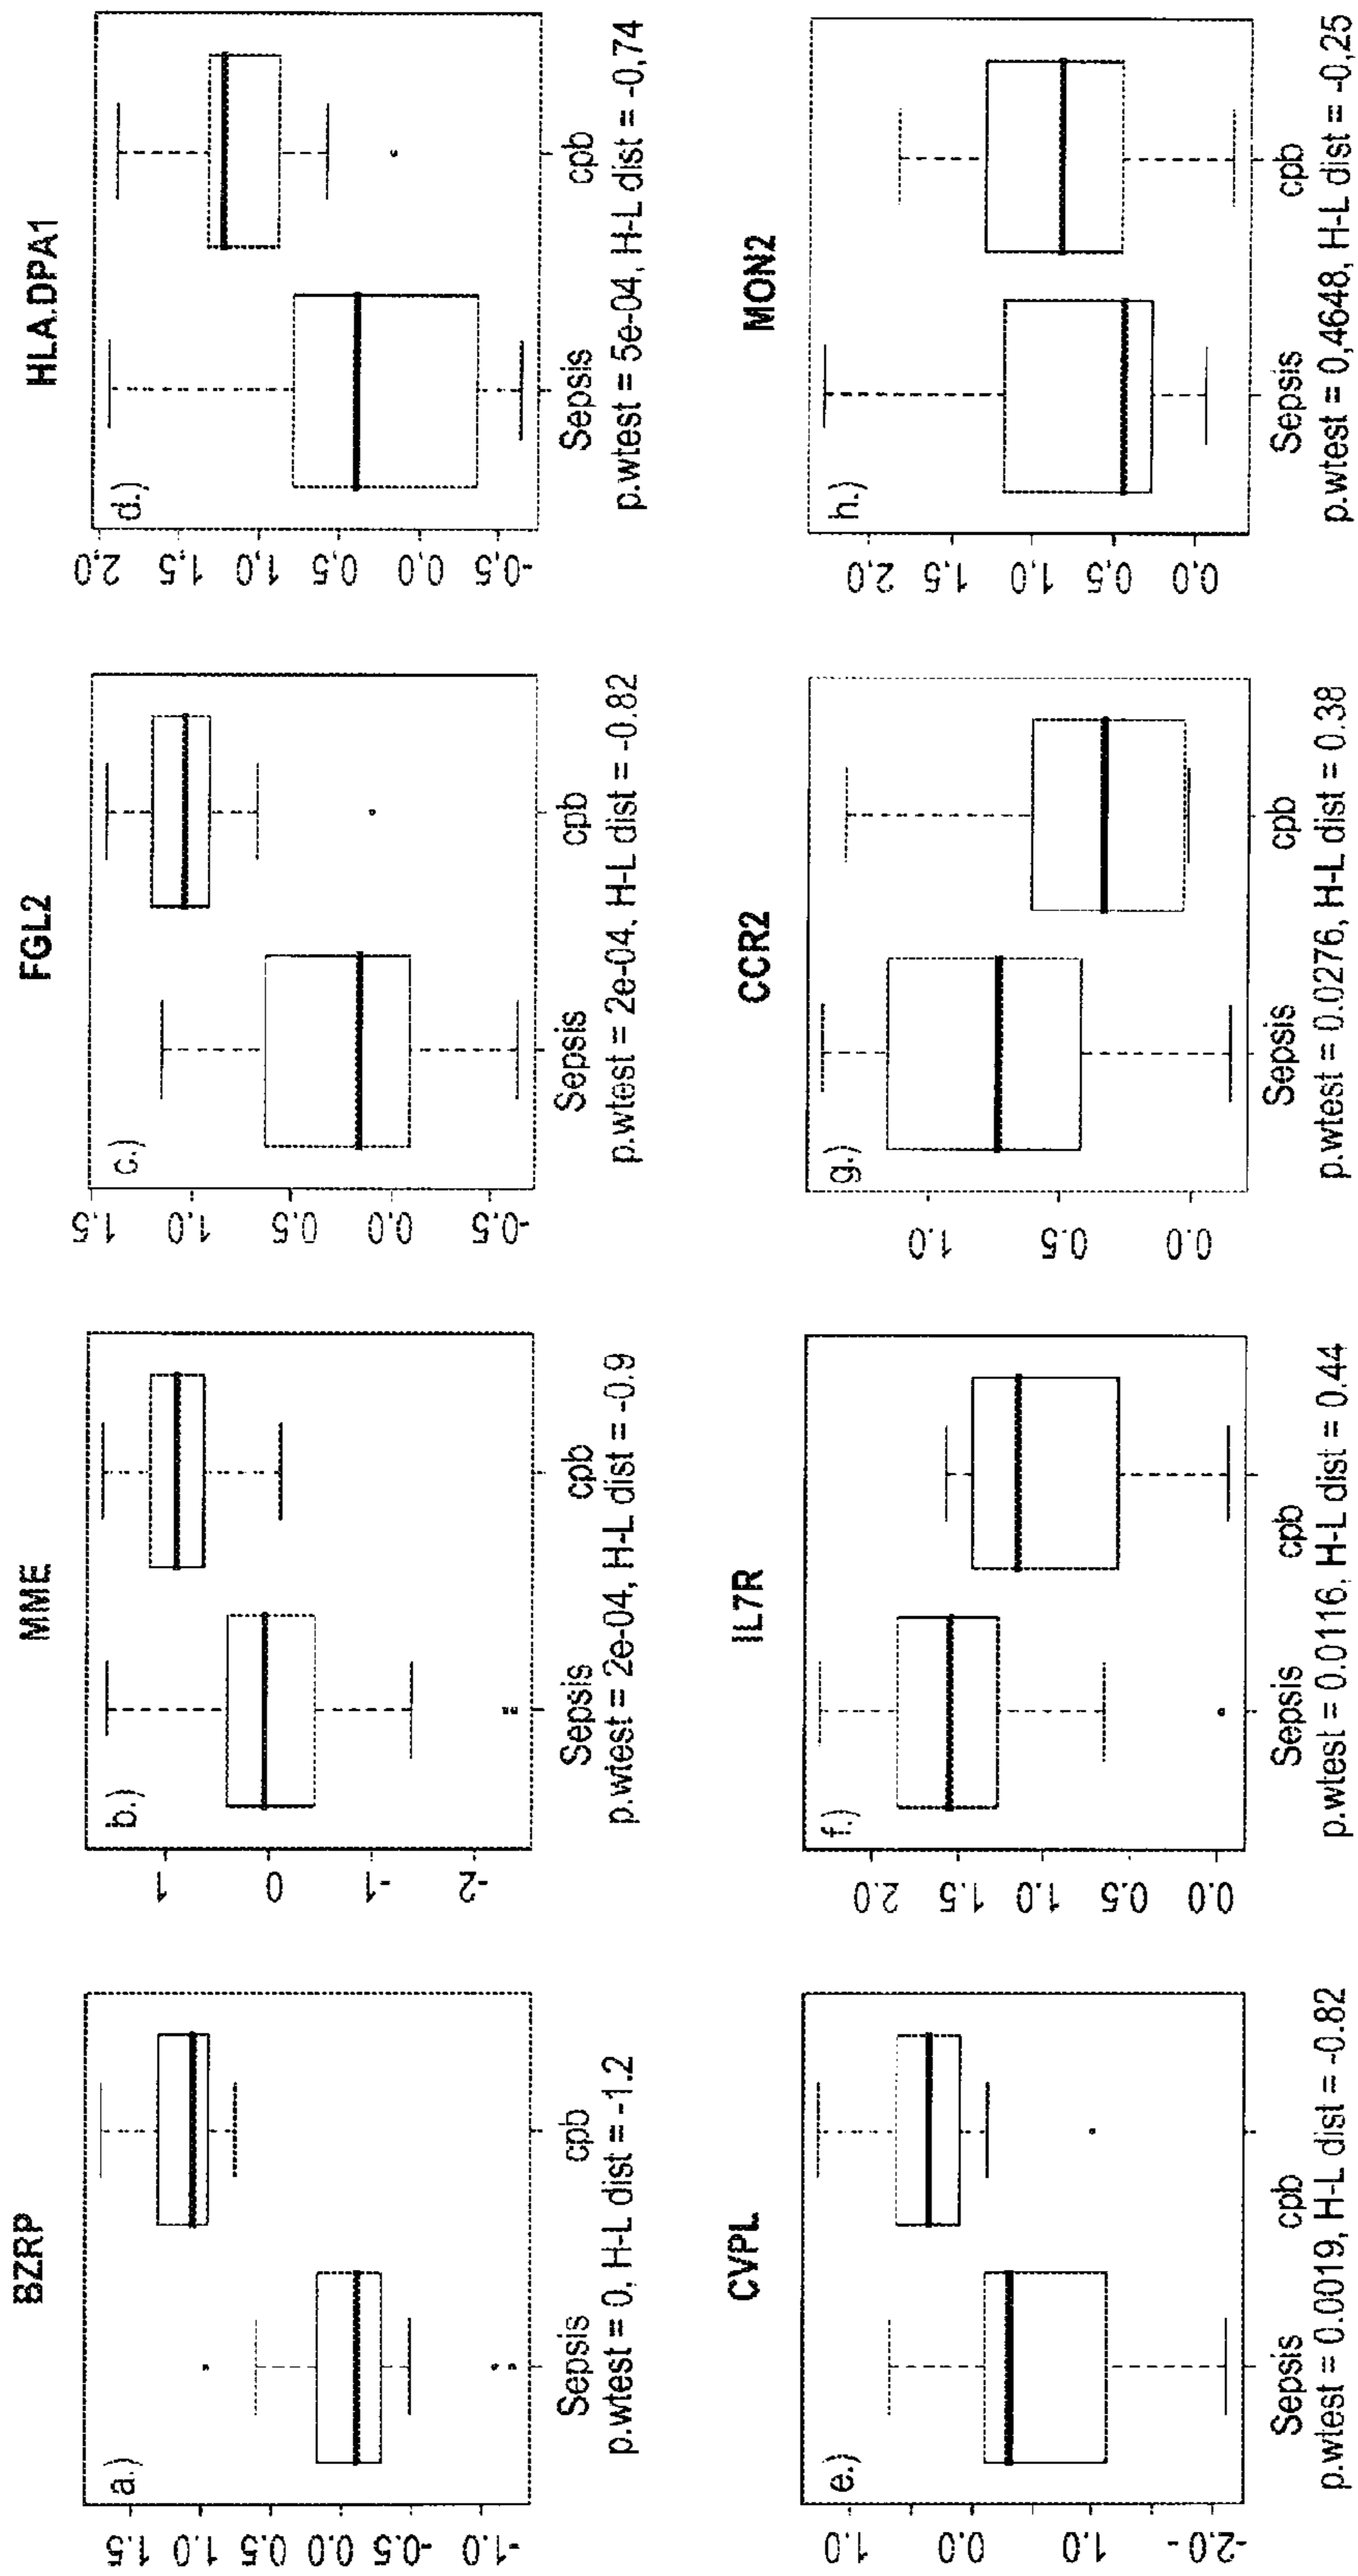 BZRP
a.)
1.5 1.0 0.5 0.0 -0.5 -1.0
Sepsis cpb
p.wtest = 0, H-L dist = -1.2
MME
b.)
1 0 -1 -2
Sepsis cpb
p.wtest = 2e-04, H-L dist = -0.9
FGL2
c.)
1.5 1.0 0.5 0.0 -0.5
Sepsis cpb
p.wtest = 2e-04, H-L dist = -0.82
HLA.DPA1
d.)
2,0 1,5 1,0 0,5 0,0 -0,5
Sepsis cpb
p.wtest = 5e-04, H-L dist = -0,74
CVPL
e.)
1.0 0.0 1.0 -2.0
Sepsis cpb
p.wtest = 0.0019, H-L dist = -0.82
IL7R
f.)
2.0 1.5 1.0 0.5 0.0
Sepsis cpb
p.wtest = 0.0116, H-L dist = 0.44
CCR2
g.)
1.0 0.5 0.0
Sepsis cpb
p.wtest = 0.0276, H-L dist = 0.38
MON2
h.)
2,0 1,5 1,0 0,5 0,0
Sepsis cpb
p.wtest = 0,4648, H-L dist = -0,25